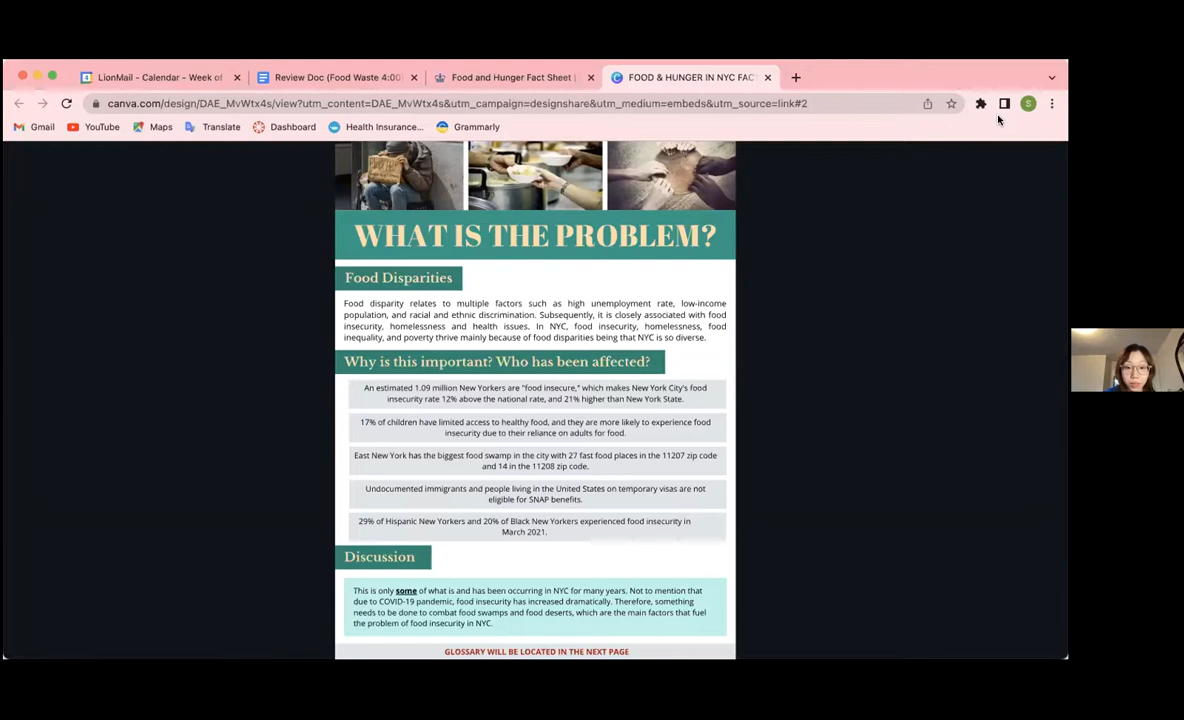 LionMail - Calendar - Week of
Review Doc (Food Waste 4:00)
Food and Hunger Fact Sheet |
FOOD & HUNGER IN NYC FAC
canva.com/design/DAE_MvWtx4s/view?utm_content=DAE_MvWtx4s&utm_campaign=designshare&utm_medium=embeds&utm_source=link#2
S
Gmail
YouTube
Maps
Translate
Dashboard
Health Insurance...
Grammarly
WHAT IS THE PROBLEM?
Food Disparities
Food disparity relates to multiple factors such as high unemployment rate, low-income
population, and racial and ethnic discrimination. Subsequently, it is closely associated with food
insecurity, homelessness and health issues. In NYC, food insecurity, homelessness, food
inequality, and poverty thrive mainly because of food disparities being that NYC is so diverse.
Why is this important? Who has been affected?
An estimated 1.09 million New Yorkers are "food insecure," which makes New York City's food
insecurity rate 12% above the national rate, and 21% higher than New York State.
17% of children have limited access to healthy food, and they are more likely to experience food
insecurity due to their reliance on adults for food.
East New York has the biggest food swamp in the city with 27 fast food places in the 11207 zip code
and 14 in the 11208 zip code.
Undocumented immigrants and people living in the United States on temporary visas are not
eligible for SNAP benefits.
29% of Hispanic New Yorkers and 20% of Black New Yorkers experienced food insecurity in
March 2021.
Discussion
This is only some of what is and has been occurring in NYC for many years. Not to mention that
due to COVID-19 pandemic, food insecurity has increased dramatically. Therefore, something
needs to be done to combat food swamps and food deserts, which are the main factors that fuel
the problem of food insecurity in NYC.
GLOSSARY WILL BE LOCATED IN THE NEXT PAGE